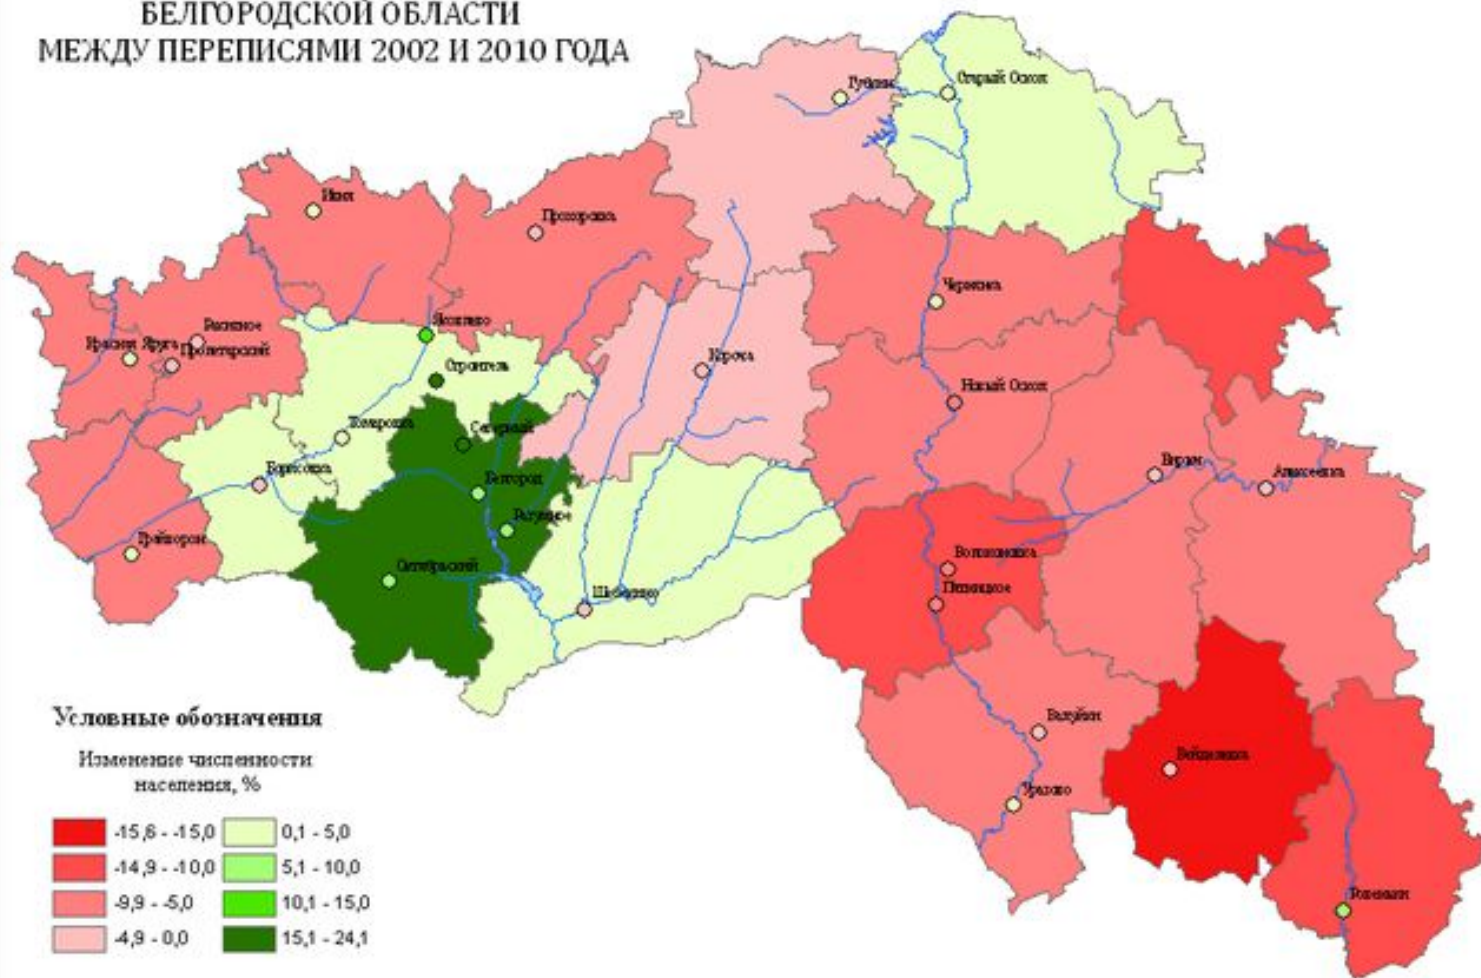 БЕЛГОРОДСКОЙ ОБЛАСТИ
МЕЖДУ ПЕРЕПИСЯМИ 2002 И 2010 ГОДА
Губкин
Старый Оскол
Ивня
Прохоровка
Чернянка
Яковлево
Ракитное
Красная Яруга
Пролетарский
Строитель
Короча
Новый Оскол
Томаровка
Северный
Борисовка
Белгород
Бирюч
Алексеевка
Разумное
Грайворон
Октябрьский
Волоконовка
Шебекино
Пятницкое
Валуйки
Вейделевка
Уразово
Ровеньки
Условные обозначения
Изменение численности
населения, %
-15,6 - -15,0
0,1 - 5,0
-14,9 - -10,0
5,1 - 10,0
-9,9 - -5,0
10,1 - 15,0
-4,9 - 0,0
15,1 - 24,1